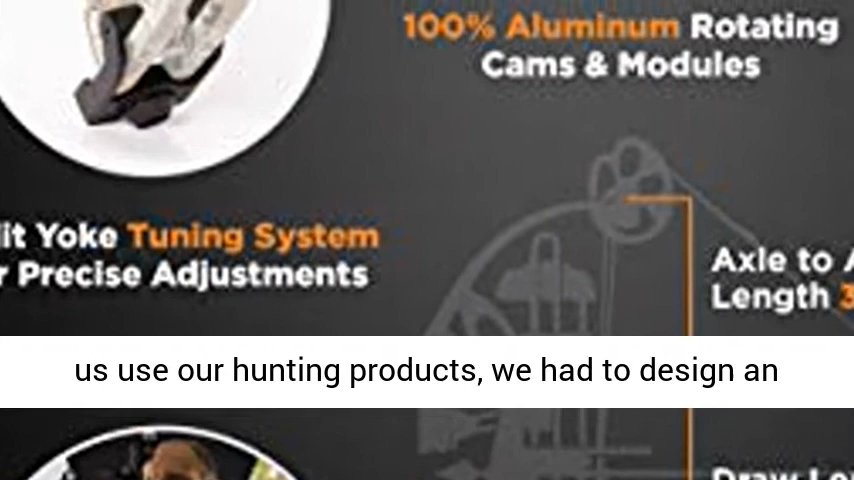 100% Aluminum Rotating
Cams & Modules
Yoke Tuning System
Precise Adjustments
Axle to
Length
us use our hunting products, we had to design an
Draw